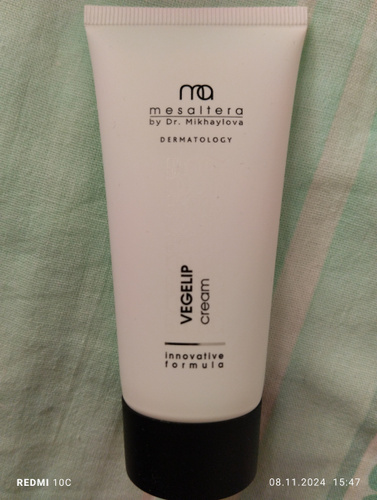 ma
mesaltera
by Dr. Mikhaylova
DERMATOLOGY
VEGELIP
cream
innovative
formula
REDMI 10C
08.11.2024 15:47